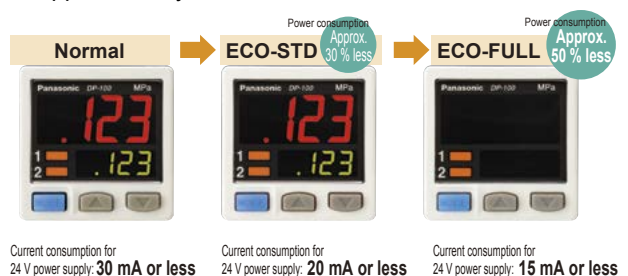 Normal
Power consumption
ECO-STD Approx. 30 % less
Power consumption
ECO-FULL Approx. 50 % less
Panasonic DP-100 MPa
.123
1
2 .123
Panasonic DP-100 MPa
.123
1
2 .123
Panasonic DP-100 MPa
1
2
Current consumption for
24 V power supply: 30 mA or less
Current consumption for
24 V power supply: 20 mA or less
Current consumption for
24 V power supply: 15 mA or less